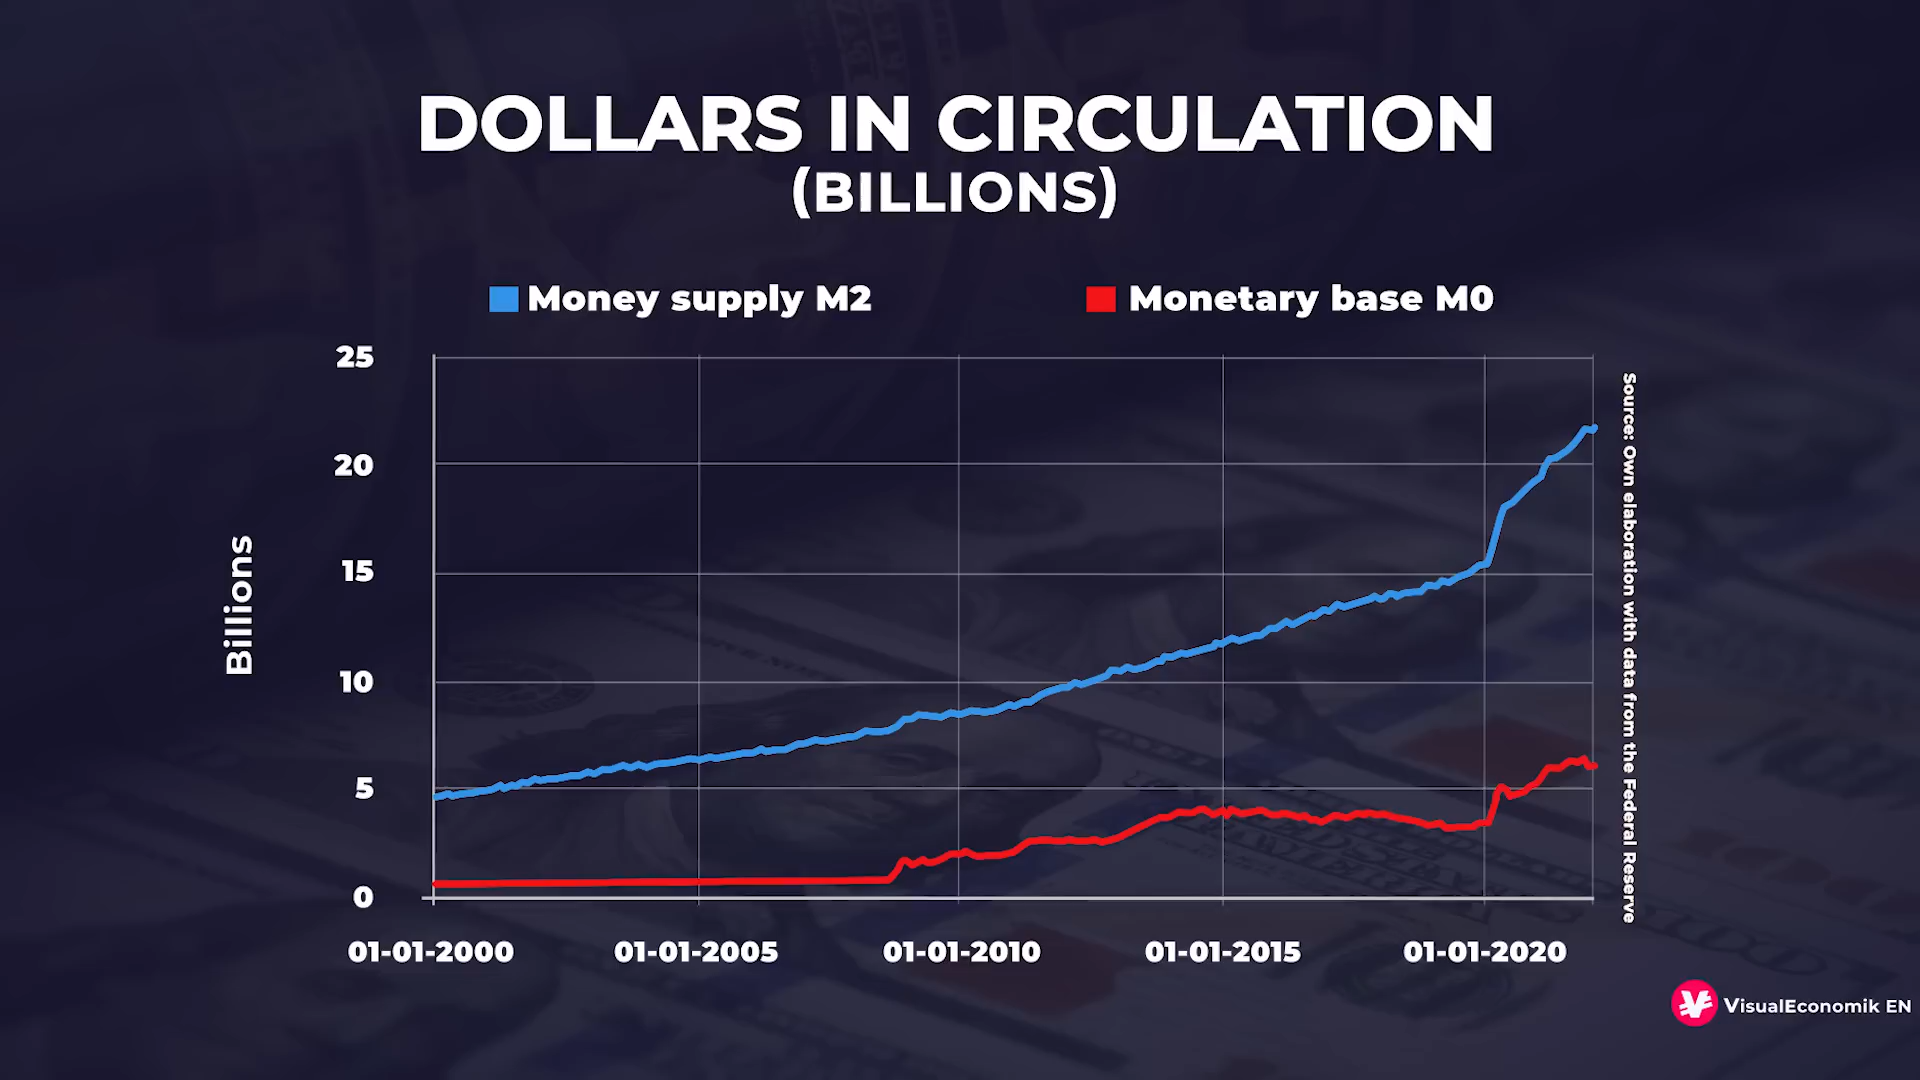 DOLLARS IN CIRCULATION
(BILLIONS)
Money supply M2
Monetary base M0
25
20
15
10
5
0
Billions
01-01-2000
01-01-2005
01-01-2010
01-01-2015
01-01-2020
Source: Own elaboration with data from the Federal Reserve
VisualEconomik EN